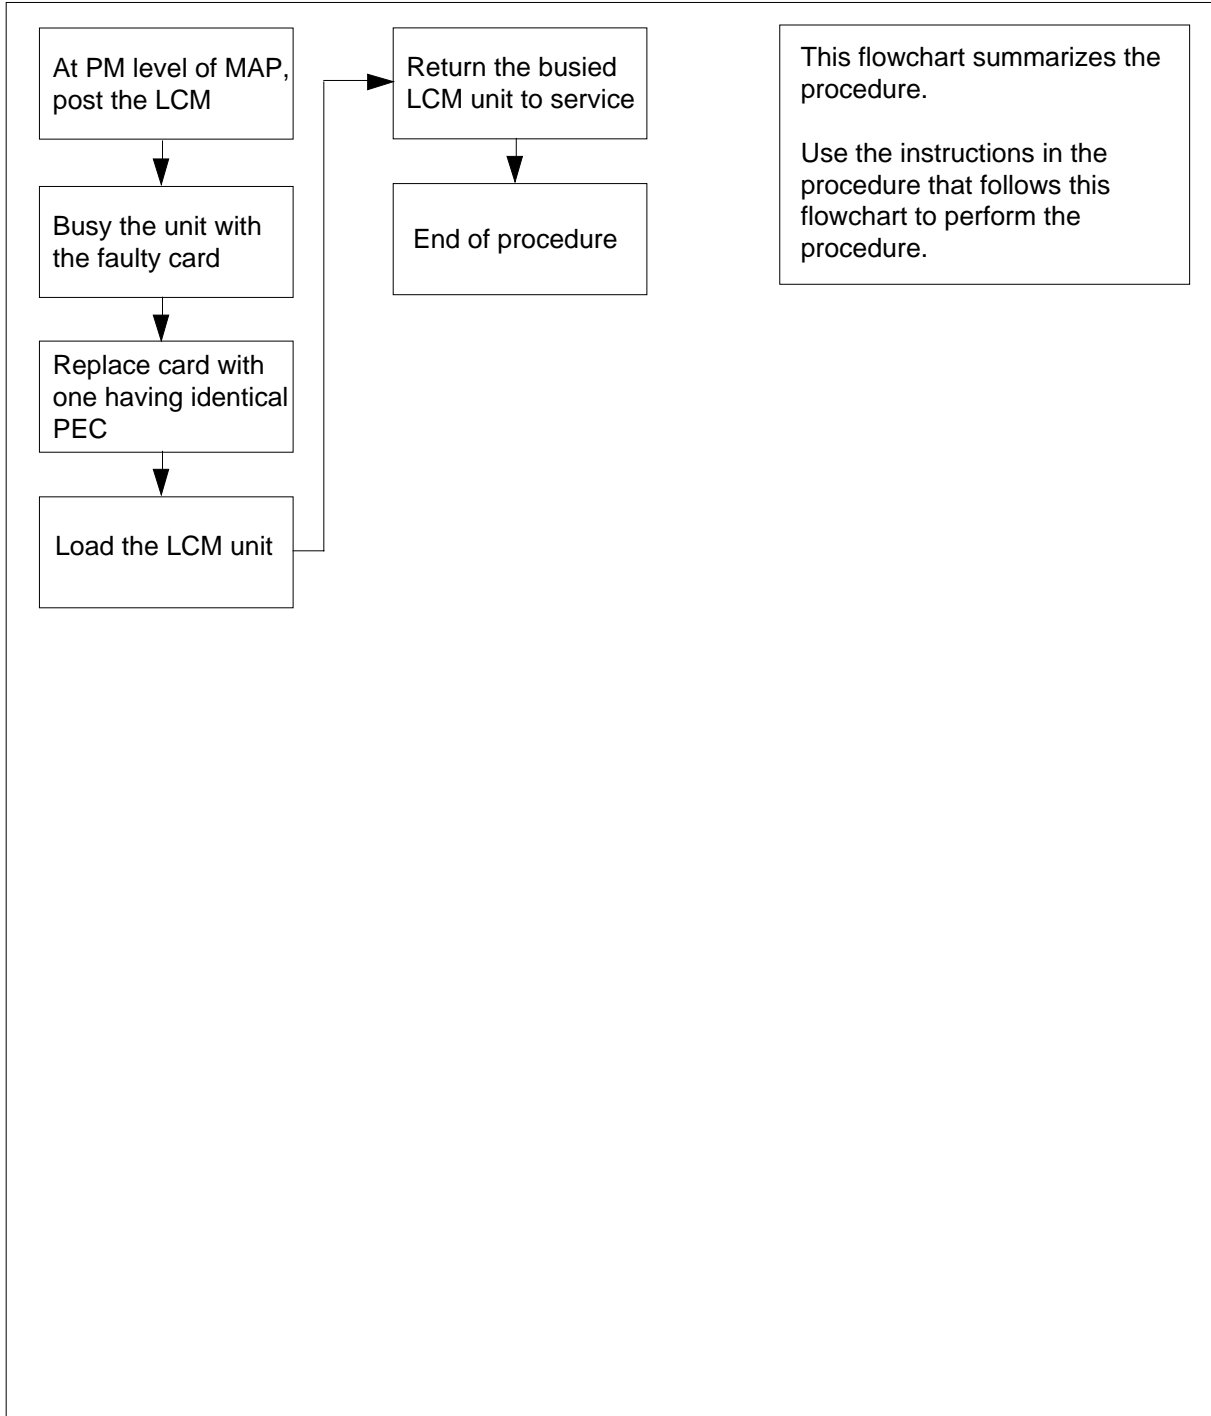 At PM level of MAP,
post the LCM
Busy the unit with
the faulty card
Replace card with
one having identical
PEC
Load the LCM unit
Return the busied
LCM unit to service
End of procedure
This flowchart summarizes the
procedure.
Use the instructions in the
procedure that follows this
flowchart to perform the
procedure.